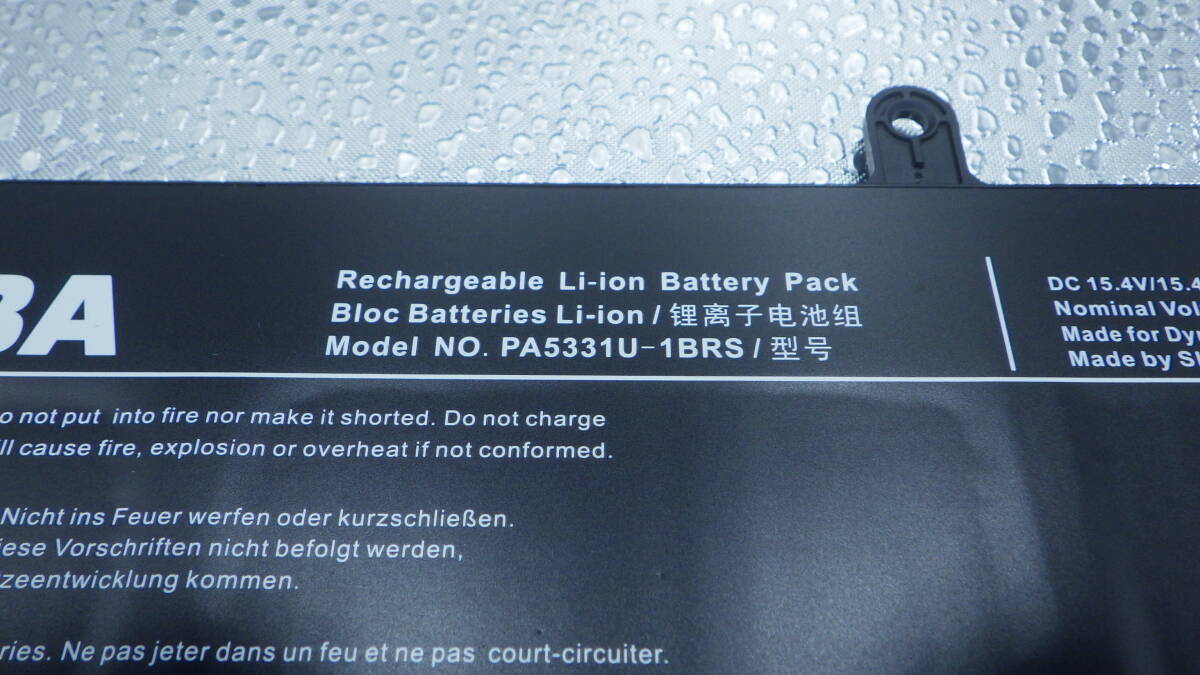 BA
Rechargeable Li-ion Battery Pack
Bloc Batteries Li-ion / 锂离子电池组
Model NO. PA5331U-1BRS / 型号
DC 15.4V/15.4
Nominal Vol
Made for Dy
Made by S
o not put into fire nor make it shorted. Do not charge
ll cause fire, explosion or overheat if not conformed.
Nicht ins Feuer werfen oder kurzschließen.
iese Vorschriften nicht befolgt werden,
zeentwicklung kommen.
ries. Ne pas jeter dans un feu et ne pas court-circuiter.